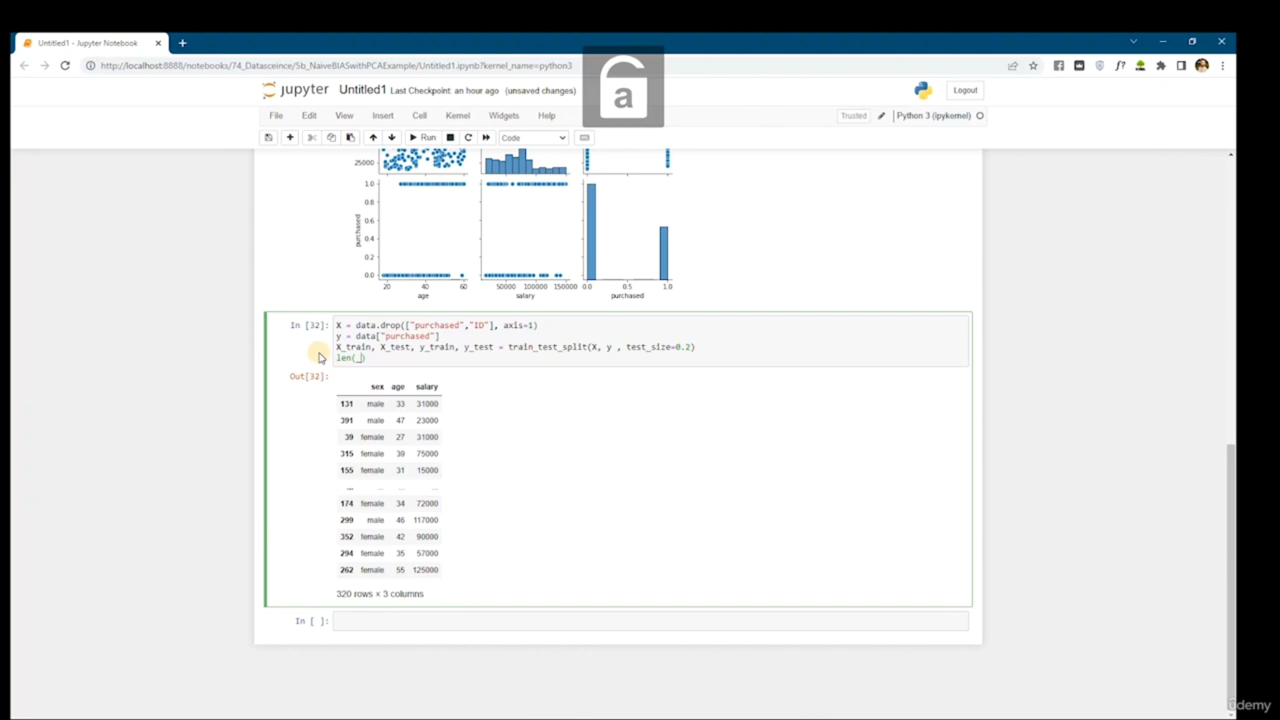 Untitled1 - Jupyter Notebook
http://localhost:8888/notebooks/74_Datasceince/5b_NaiveBIASwithPCAExample/Untitled1.ipynb?kernel_name=python3
a
jupyter Untitled1 Last Checkpoint: an hour ago (unsaved changes) Logout
File Edit View Insert Cell Kernel Widgets Help Trusted Python 3 (ipykernel)
Run Code
25000
1.0
0.8
0.6
0.4
0.2
0.0
purchased
20 40 60 50000 100000 150000 0.0 0.5 1.0
age salary purchased
In [32]: X = data.drop(["purchased","ID"], axis=1)
y = data["purchased"]
X_train, X_test, y_train, y_test = train_test_split(X, y , test_size=0.2)
len(_)
Out[32]:
sex age salary
131 male 33 31000
391 male 47 23000
39 female 27 31000
315 female 39 75000
155 female 31 15000
... ... ... ...
174 female 34 72000
299 male 46 117000
352 female 42 90000
294 female 35 57000
262 female 55 125000
320 rows × 3 columns
In [ ]:
ûdemy